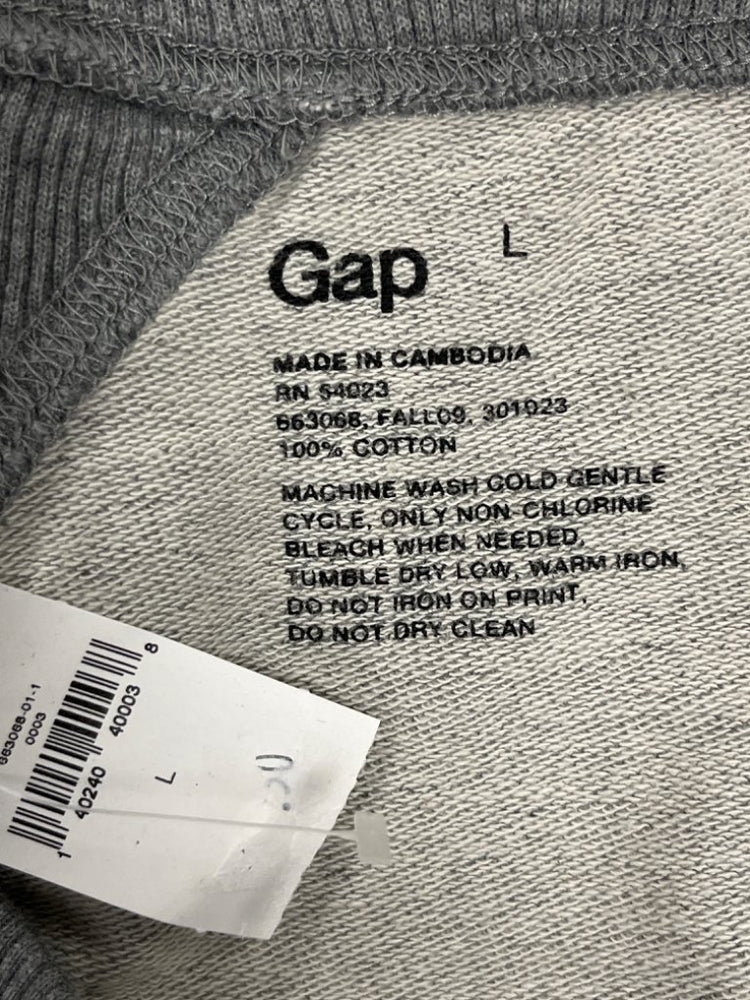 Gap L
MADE IN CAMBODIA
RN 54023
663068, FALL09, 301023
100% COTTON
MACHINE WASH COLD GENTLE
CYCLE, ONLY NON CHLORINE
BLEACH WHEN NEEDED,
TUMBLE DRY LOW, WARM IRON,
DO NOT IRON ON PRINT,
DO NOT DRY CLEAN
663068-01-1
0003
1 40240 40003 8
L